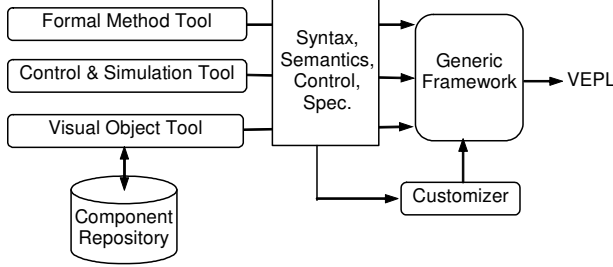 Formal Method Tool
Control & Simulation Tool
Visual Object Tool
Component
Repository
Syntax,
Semantics,
Control,
Spec.
Generic
Framework
VEPL
Customizer